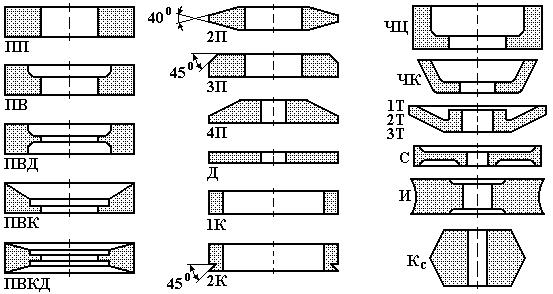 ПП
ПВ
ПВД
ПВК
ПВКД
40⁰
2П
45⁰
3П
4П
Д
1К
45⁰
2К
ЧЦ
ЧК
1Т
2Т
3Т
С
И
Кс